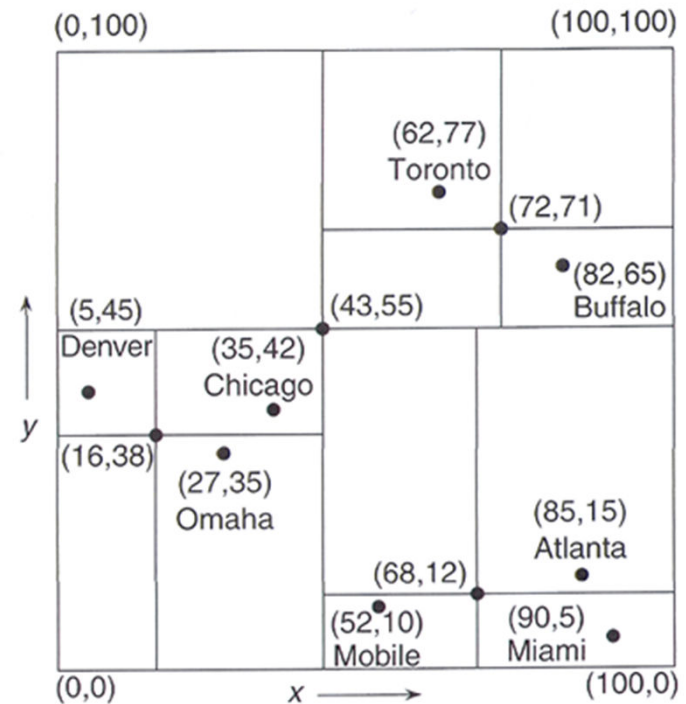 (0,100)
(100,100)
(62,77)
Toronto
(72,71)
(82,65)
Buffalo
(5,45)
Denver
(43,55)
(35,42)
Chicago
y
(16,38)
(27,35)
Omaha
(85,15)
Atlanta
(68,12)
(52,10)
Mobile
(90,5)
Miami
(0,0)
x
(100,0)